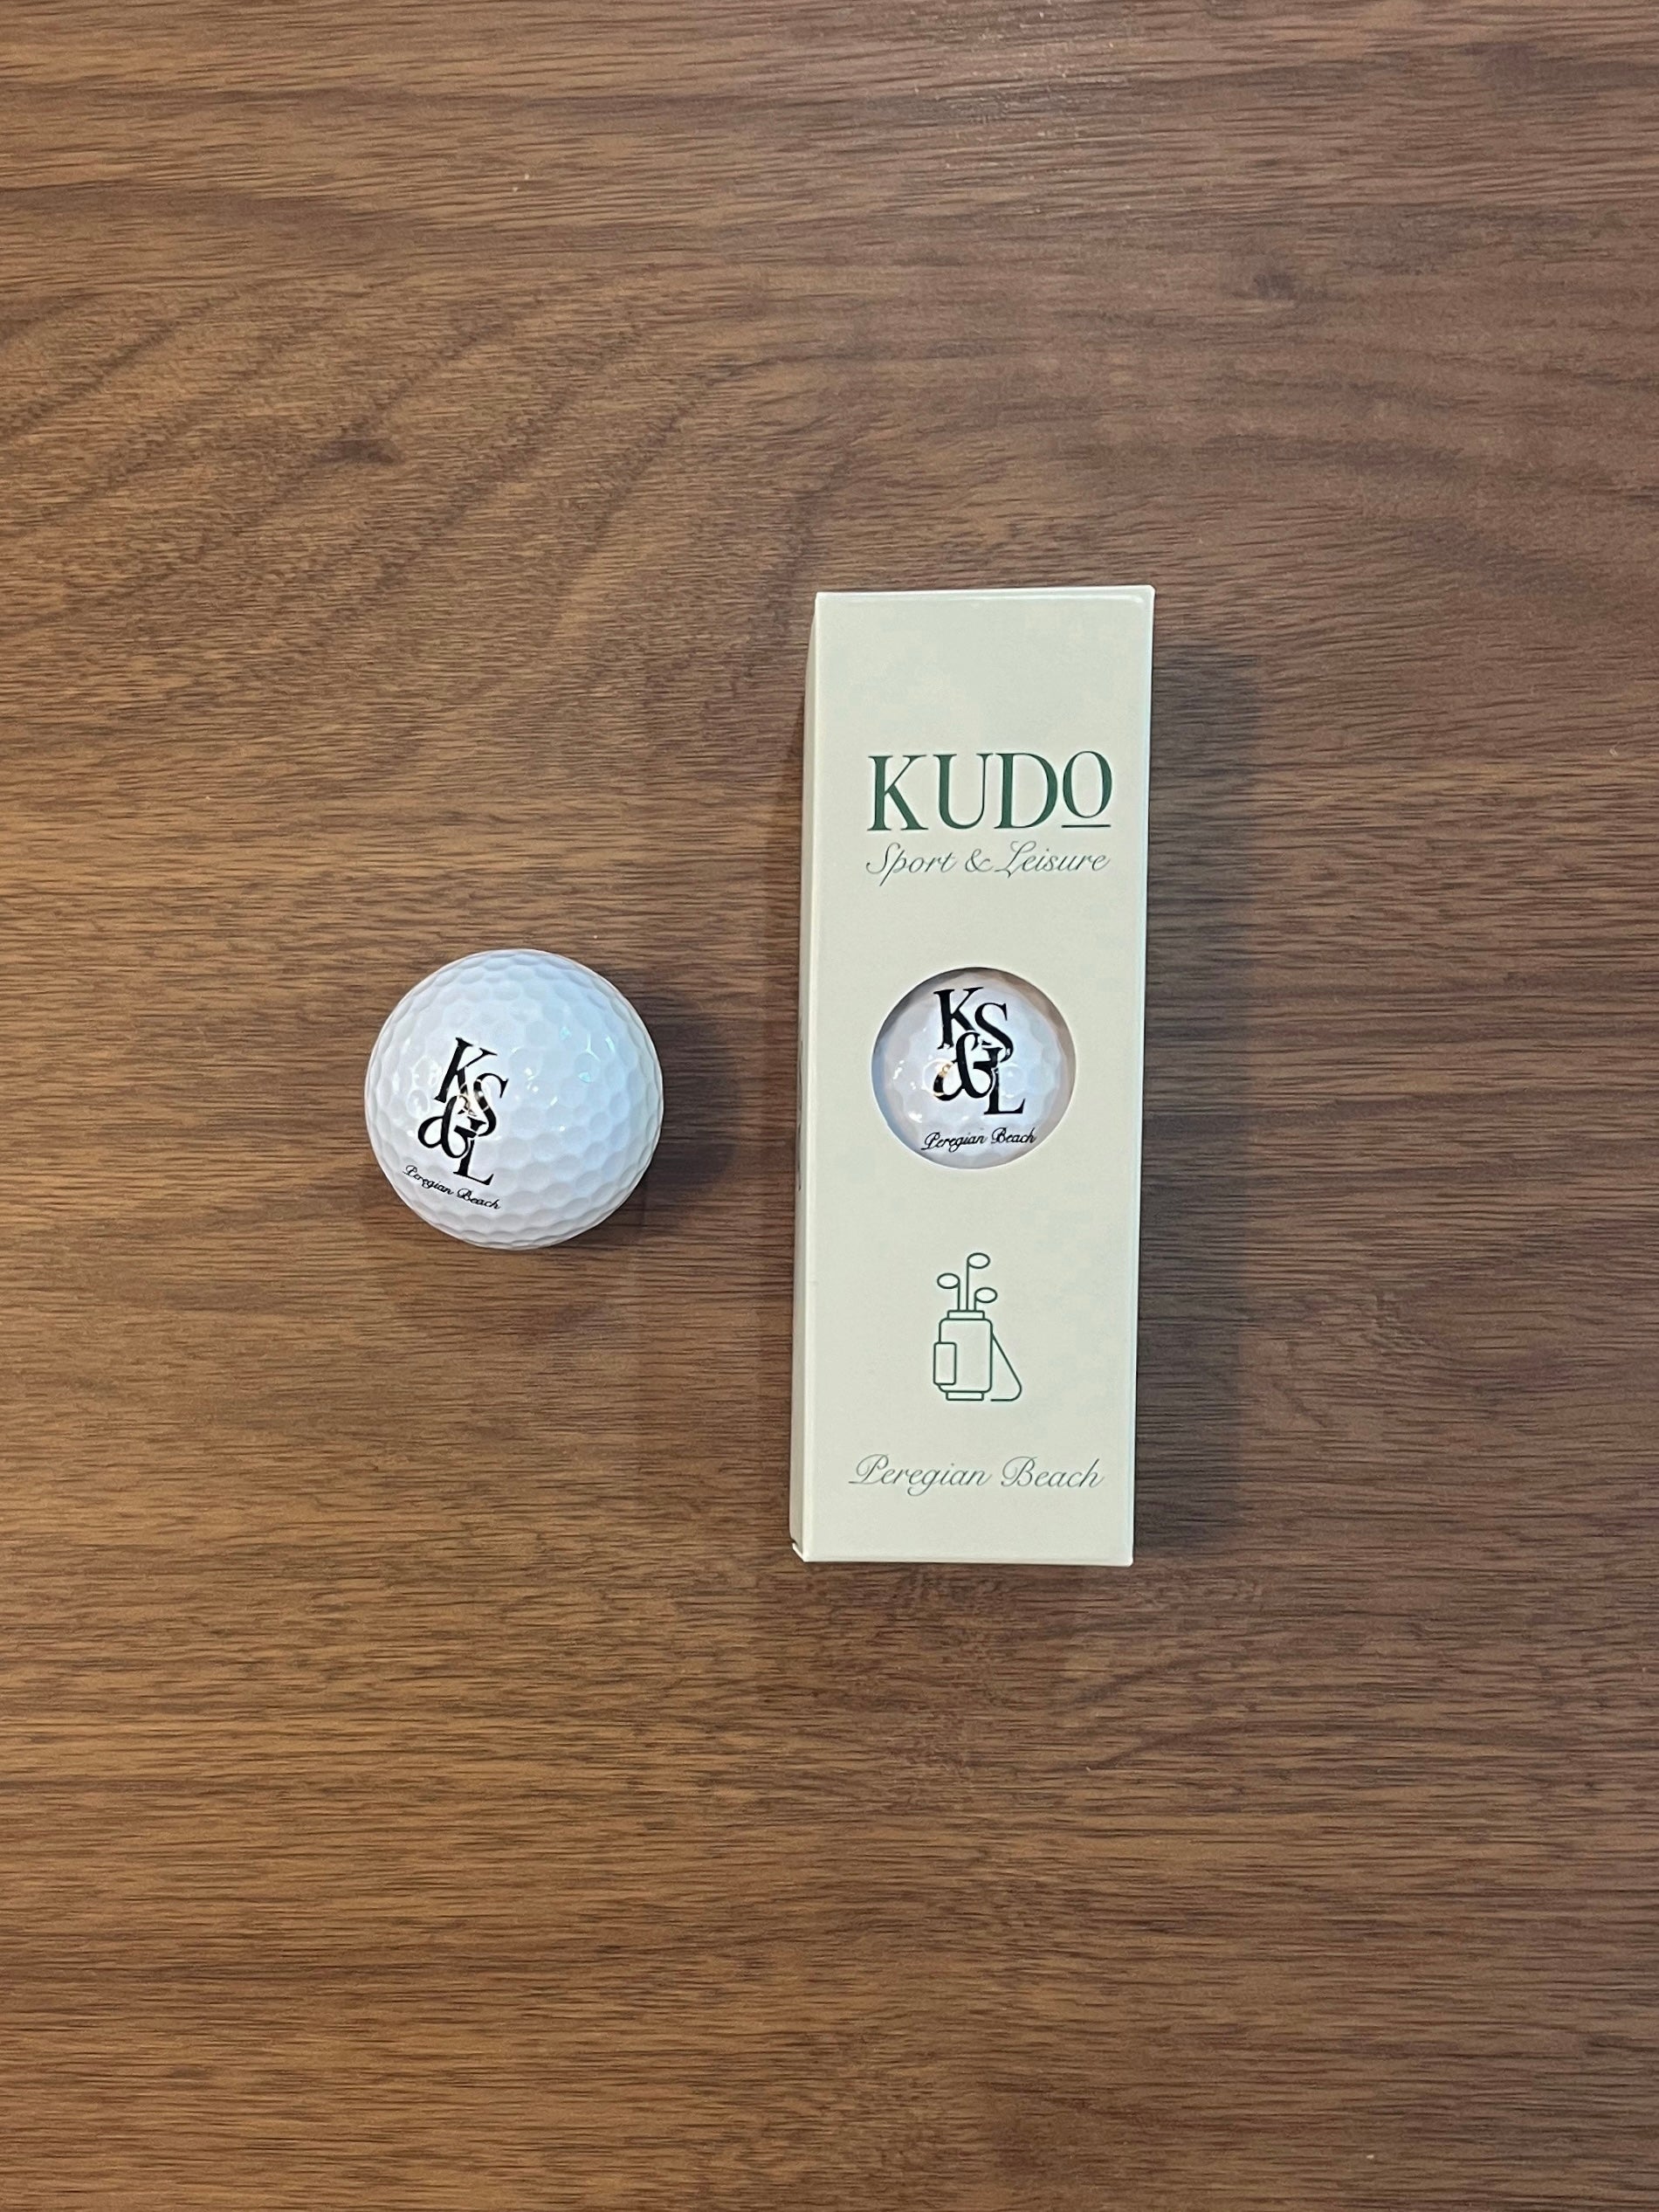 KS
&L
Peregian Beach
KUDO
Sport & Leisure
KS
&L
Peregian Beach
Peregian Beach